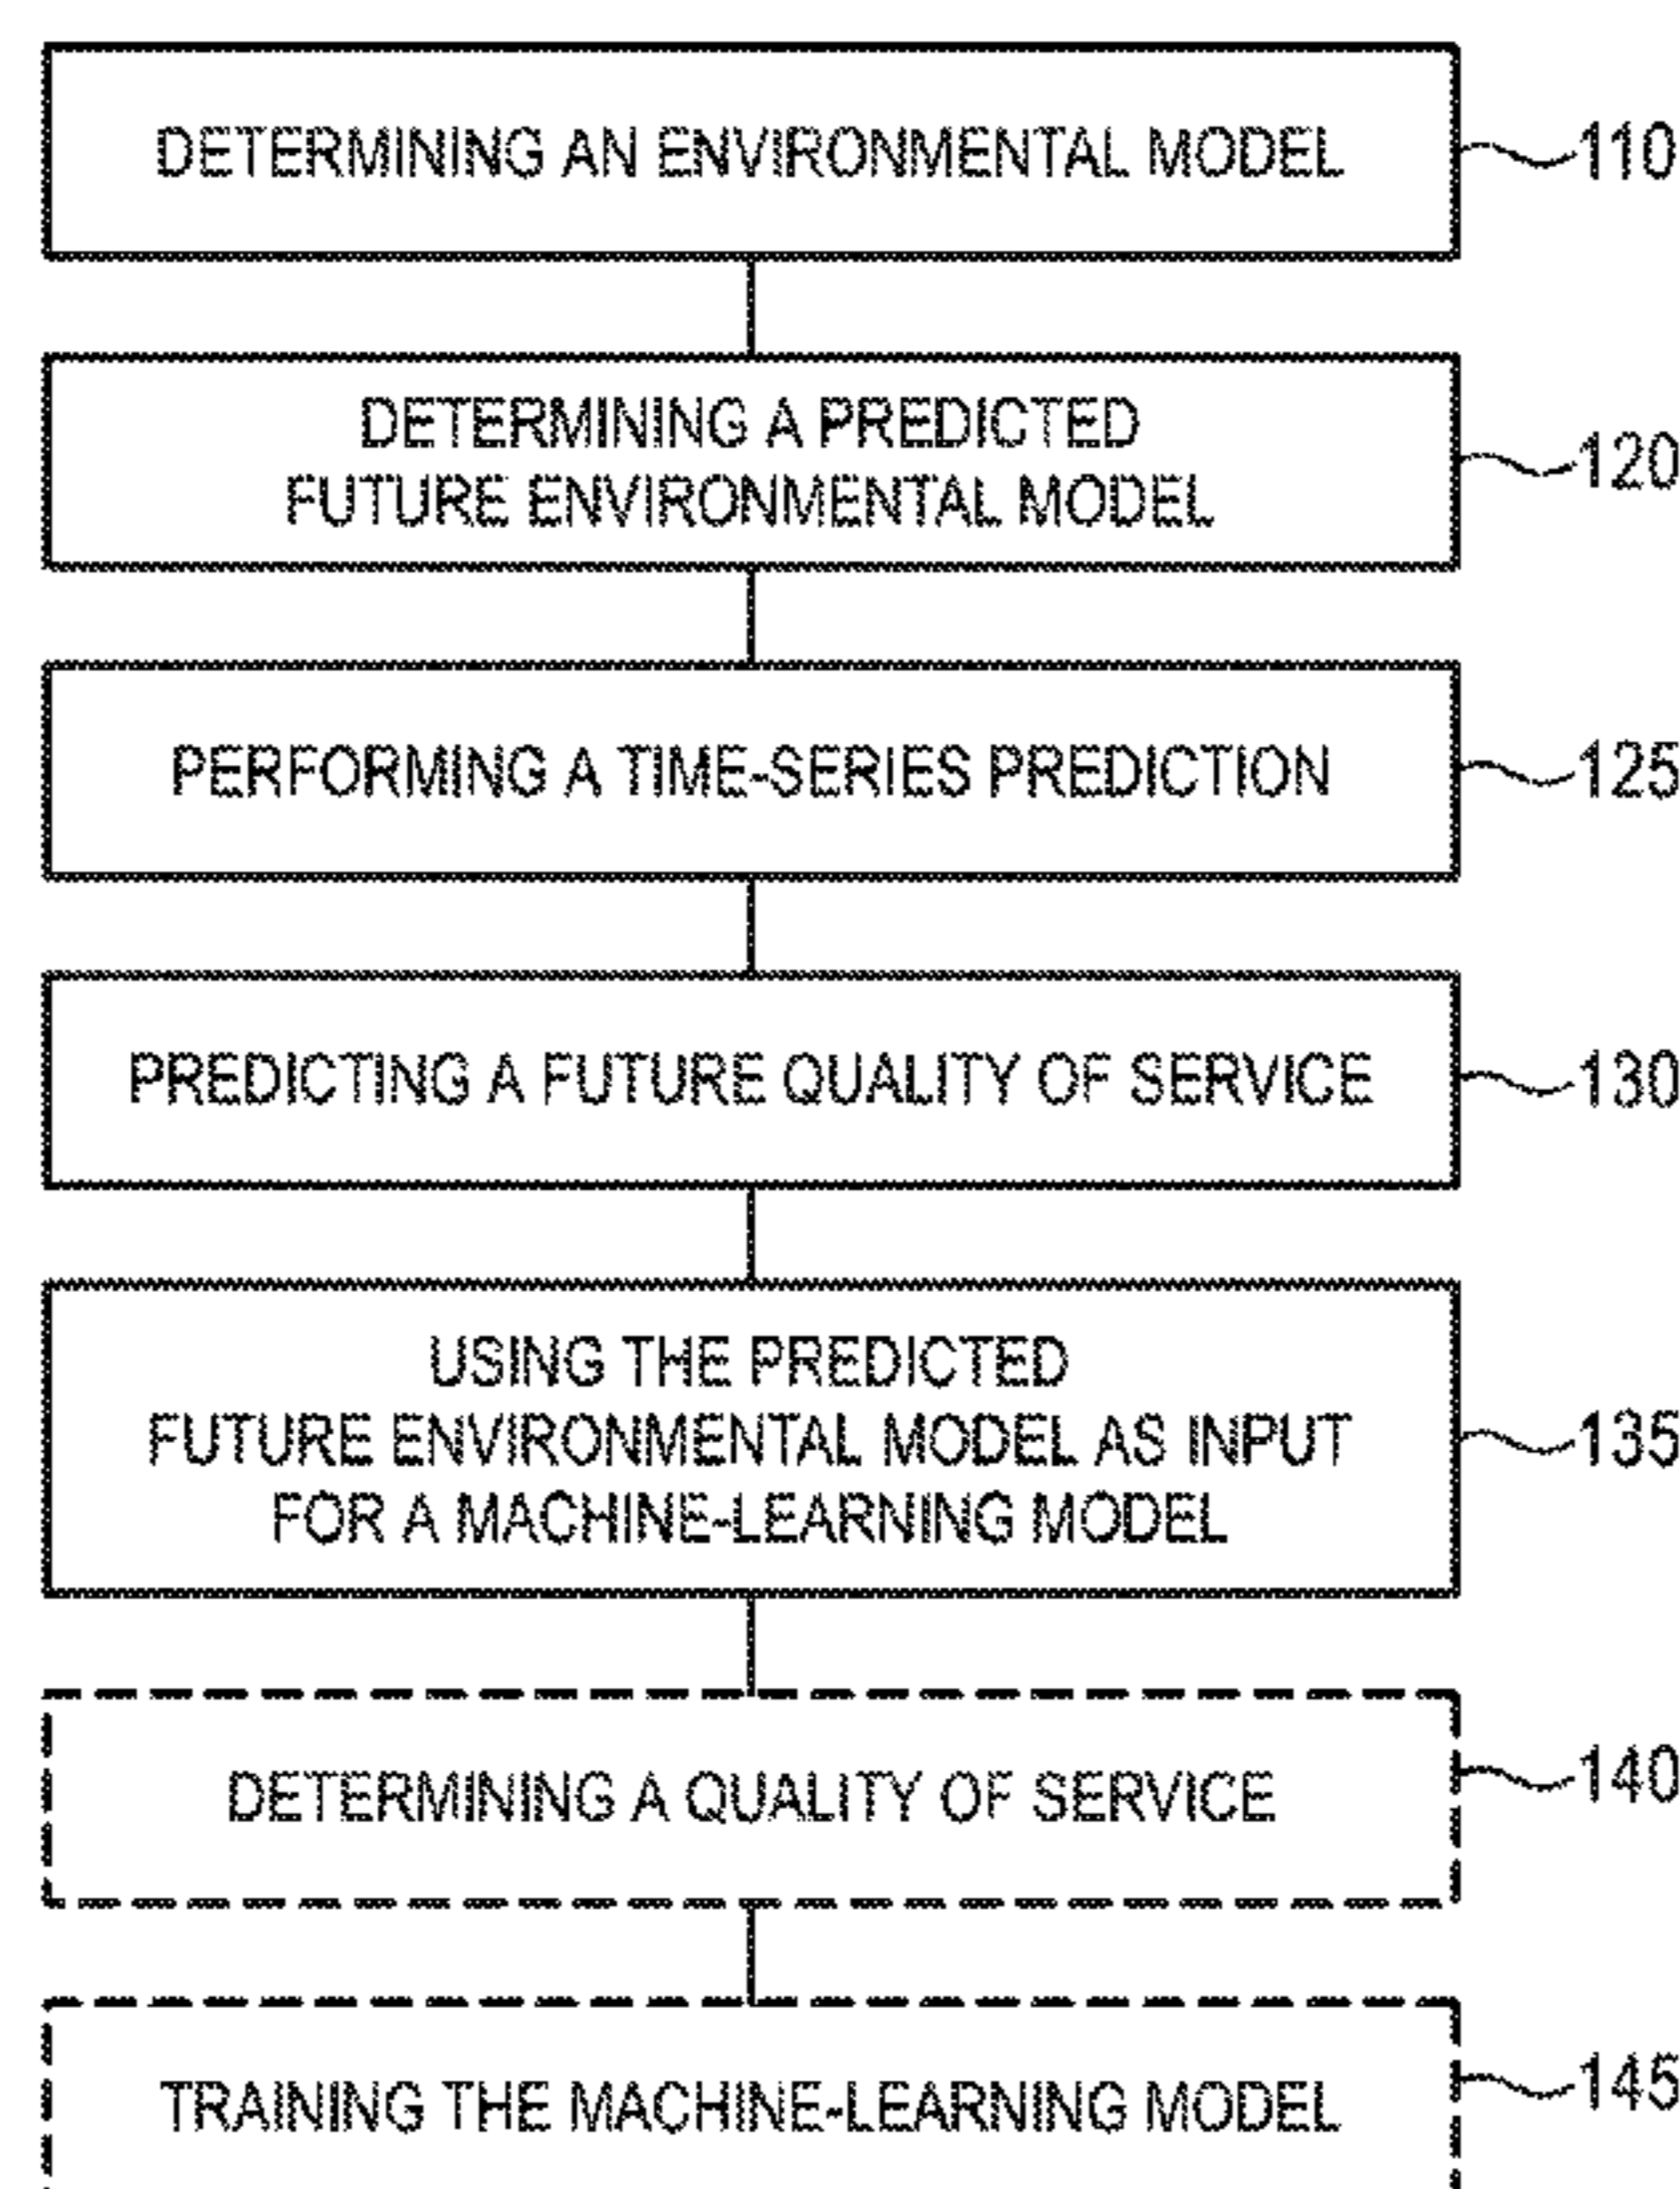 DETERMINING AN ENVIRONMENTAL MODEL
110
DETERMINING A PREDICTED
FUTURE ENVIRONMENTAL MODEL
120
PERFORMING A TIME-SERIES PREDICTION
125
PREDICTING A FUTURE QUALITY OF SERVICE
130
USING THE PREDICTED
FUTURE ENVIRONMENTAL MODEL AS INPUT
FOR A MACHINE-LEARNING MODEL
135
DETERMINING A QUALITY OF SERVICE
140
TRAINING THE MACHINE-LEARNING MODEL
145